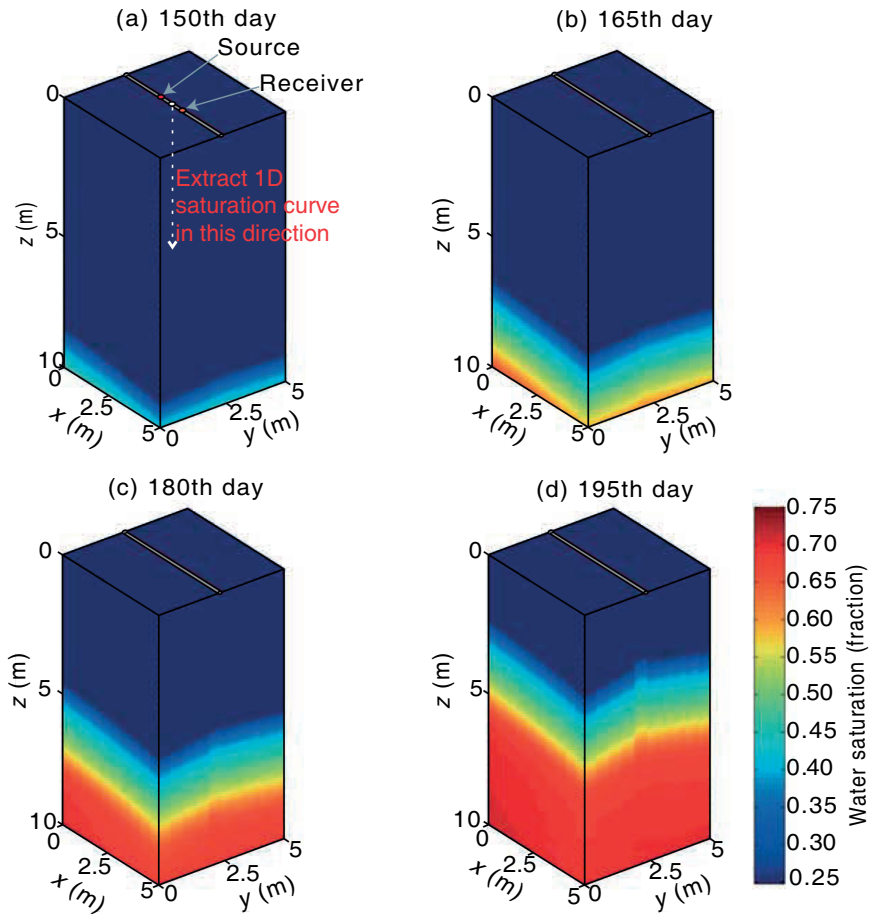 (a) 150th day
Source
Receiver
0
Extract 1D
saturation curve
in this direction
5
z (m)
10
0
2.5
5
x (m)
0
2.5
5
y (m)
(b) 165th day
0
5
z (m)
10
0
2.5
5
x (m)
0
2.5
5
y (m)
(c) 180th day
0
5
z (m)
10
0
2.5
5
x (m)
0
2.5
5
y (m)
(d) 195th day
0
5
z (m)
10
0
2.5
5
x (m)
0
2.5
5
y (m)
0.75
0.70
0.65
0.60
0.55
0.50
0.45
0.40
0.35
0.30
0.25
Water saturation (fraction)